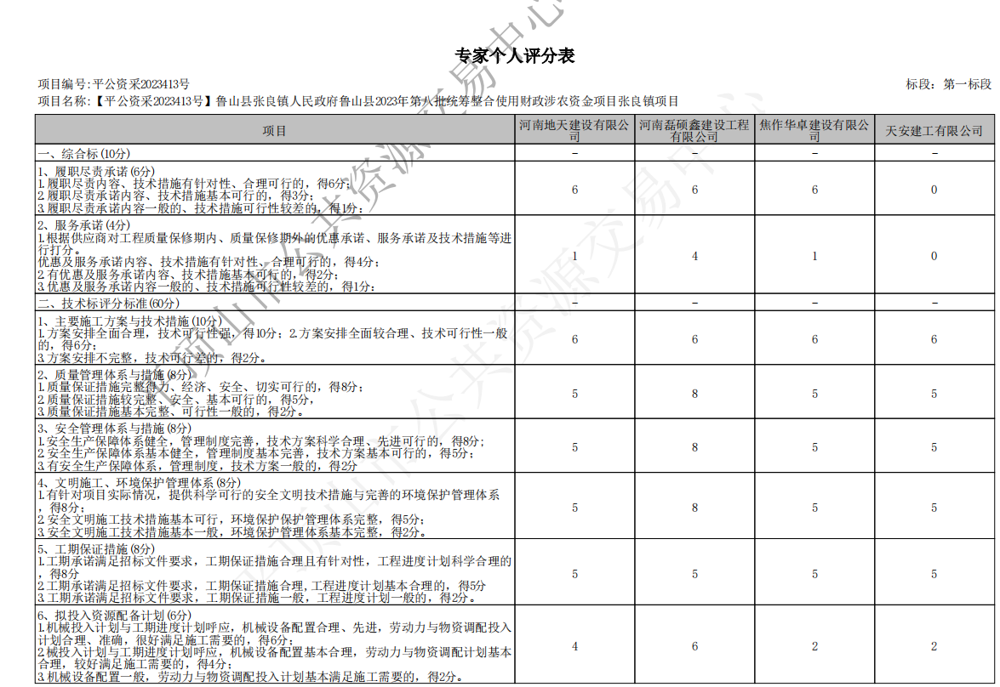 专家个人评分表
项目编号:平公资采2023413号
标段：第一标段
项目名称:【平公资采2023413号】鲁山县张良镇人民政府鲁山县2023年第八批统筹整合使用财政涉农资金项目张良镇项目
项目
河南地天建设有限公
司
河南磊硕鑫建设工程
有限公司
焦作华卓建设有限公
司
天安建工有限公司
一、综合标(10分)
－ － － －
1、履职尽责承诺(6分)
1.履职尽责内容、技术措施有针对性、合理可行的，得6分；
2.履职尽责承诺内容、技术措施基本可行的，得3分；
3.履职尽责承诺内容一般的、技术措施可行性较差的，得1分：
6 6 6 0
2、服务承诺(4分)
1.根据供应商对工程质量保修期内、质量保修期外的优惠承诺、服务承诺及技术措施等进
行打分。
优惠及服务承诺内容、技术措施有针对性、合理可行的，得4分；
2.有优惠及服务承诺内容、技术措施基本可行的，得2分；
3.优惠及服务承诺内容一般的、技术措施可行性较差的，得1分：
1 4 1 0
二、技术标评分标准(60分)
－ － － －
1、主要施工方案与技术措施(10分)
1.方案安排全面合理，技术可行性强，得10分；2.方案安排全面较合理、技术可行性一般
的，得6分；
3.方案安排不完整，技术可行差的，得2分。
6 6 6 6
2、质量管理体系与措施(8分)
1.质量保证措施完整得力、经济、安全、切实可行的，得8分；
2.质量保证措施较完整、安全、基本可行的，得5分，
3.质量保证措施基本完整、可行性一般的，得2分。
5 8 5 5
3、安全管理体系与措施(8分)
1.安全生产保障体系健全，管理制度完善，技术方案科学合理、先进可行的，得8分；
2.安全生产保障体系基本健全，管理制度基本完善，技术方案基本可行的，得5分；
3.有安全生产保障体系，管理制度，技术方案一般的，得2分
5 8 5 5
4、文明施工、环境保护管理体系(8分)
1.有针对项目实际情况，提供科学可行的安全文明技术措施与完善的环境保护管理体系
，得8分；
2.安全文明施工技术措施基本可行，环境保护保护管理体系完整，得5分；
3.安全文明施工技术措施基本一般，环境保护管理体系基本完整，得2分。
5 8 5 5
5、工期保证措施(8分)
1.工期承诺满足招标文件要求，工期保证措施合理且有针对性，工程进度计划科学合理的
，得8分
2.工期承诺满足招标文件要求，工期保证措施合理,工程进度计划基本合理的，得5分
3.工期承诺满足招标文件要求，工期保证措施一般，工程进度计划一般的，得2分。
5 5 5 5
6、拟投入资源配备计划(6分)
1.机械投入计划与工期进度计划呼应，机械设备配置合理、先进，劳动力与物资调配投入
计划合理、准确，很好满足施工需要的，得6分；
2.械投入计划与工期进度计划呼应，机械设备配置基本合理，劳动力与物资调配计划基本
合理，较好满足施工需要的，得4分；
3.机械设备配置一般，劳动力与物资调配投入计划基本满足施工需要的，得2分。
4 6 2 2
平顶山市公共资源交易中心
平顶山市公共资源交易中心